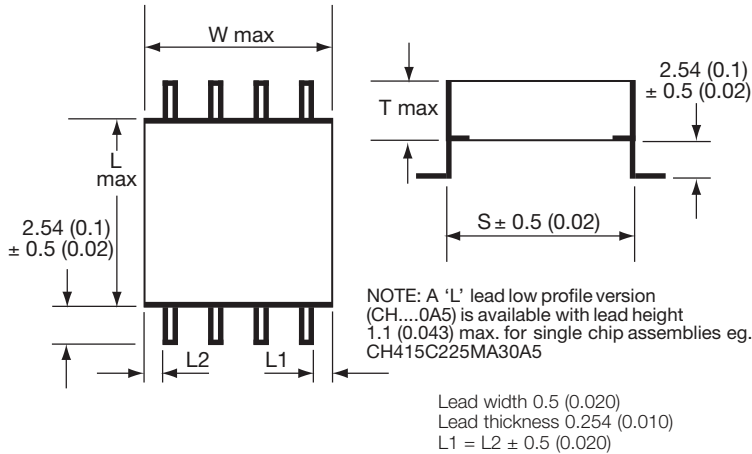 W max
L
max
2.54 (0.1)
± 0.5 (0.02)
L2
L1
T max
2.54 (0.1)
± 0.5 (0.02)
S ± 0.5 (0.02)
NOTE: A ‘L’ lead low profile version
(CH....0A5) is available with lead height
1.1 (0.043) max. for single chip assemblies eg.
CH415C225MA30A5
Lead width 0.5 (0.020)
Lead thickness 0.254 (0.010)
L1 = L2 ± 0.5 (0.020)